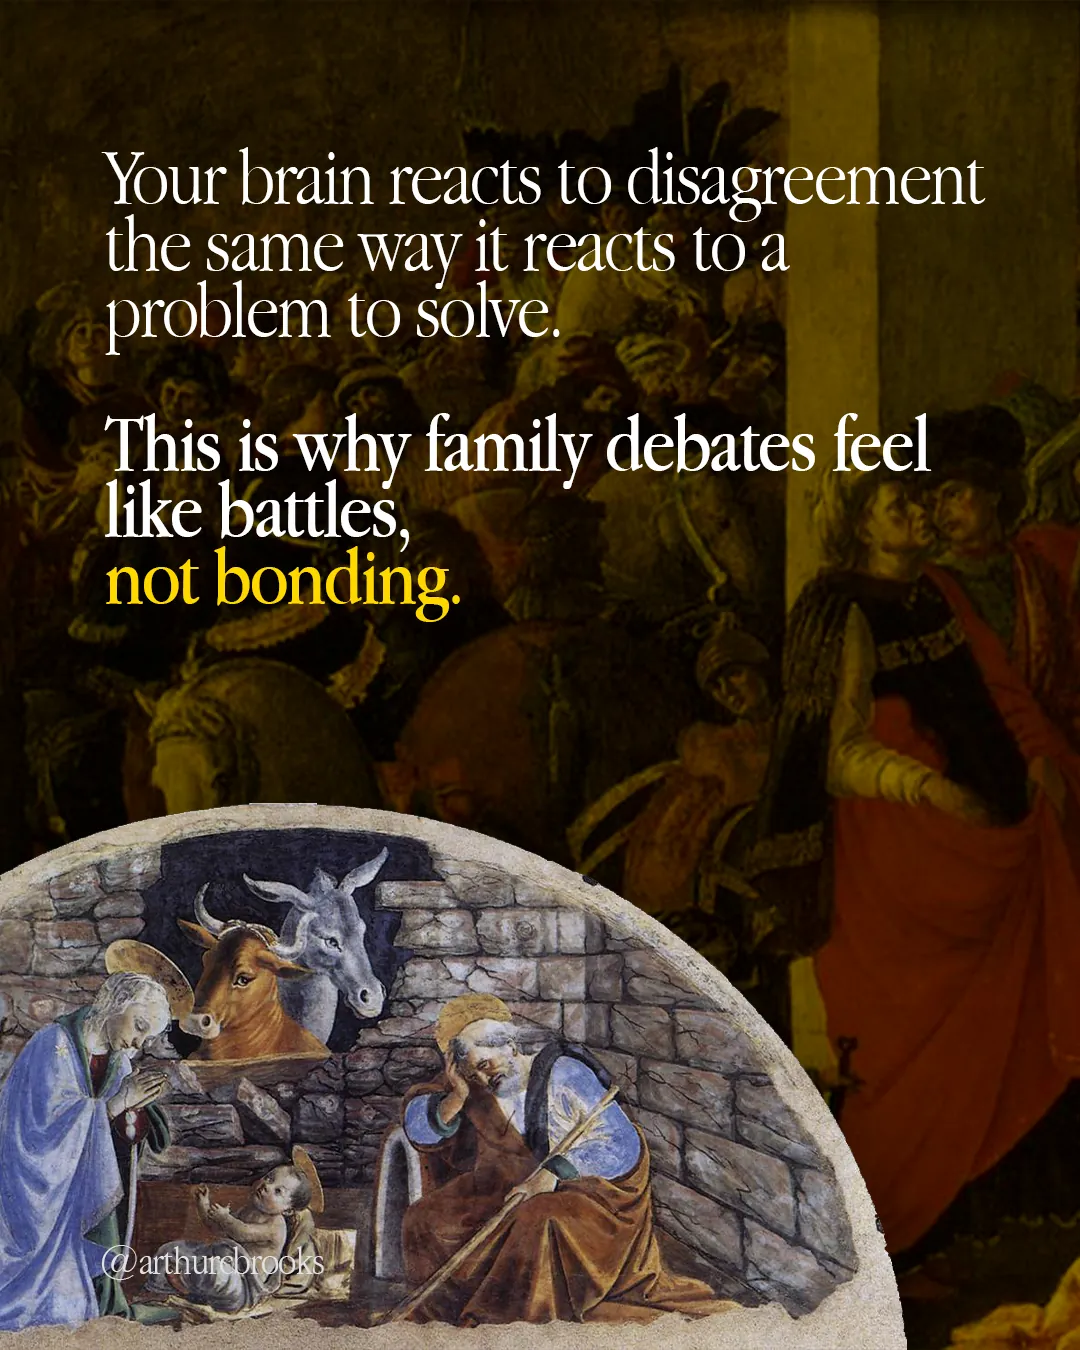 Your brain reacts to disagreement
the same way it reacts to a
problem to solve.
This is why family debates feel
like battles,
not bonding.
@arthurcbrooks